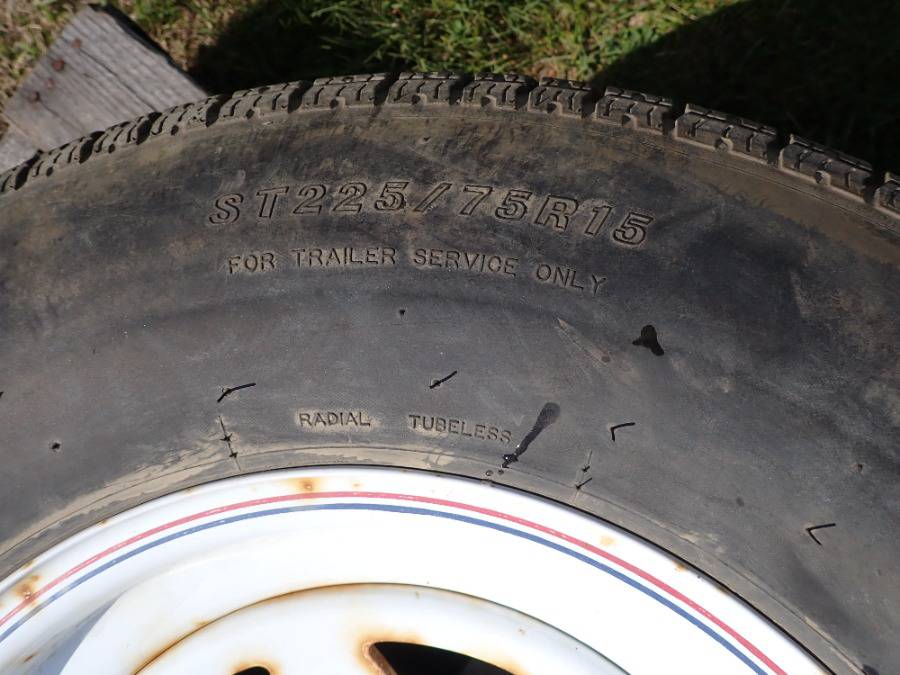 ST225/75R15
FOR TRAILER SERVICE ONLY
RADIAL TUBELESS